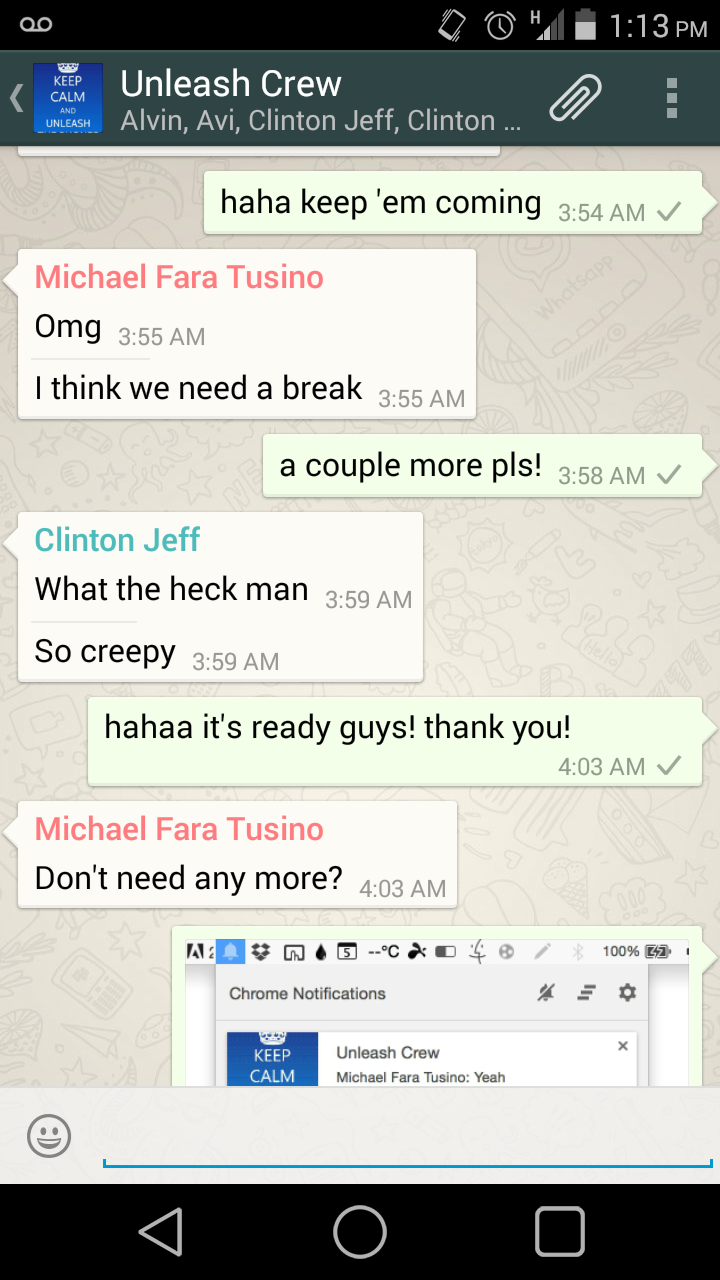 H 1:13 PM
KEEP
CALM
AND
UNLEASH
Unleash Crew
Alvin, Avi, Clinton Jeff, Clinton ...
haha keep 'em coming 3:54 AM
Michael Fara Tusino
Omg 3:55 AM
I think we need a break 3:55 AM
a couple more pls! 3:58 AM
Clinton Jeff
What the heck man 3:59 AM
So creepy 3:59 AM
hahaa it's ready guys! thank you!
4:03 AM
Michael Fara Tusino
Don't need any more? 4:03 AM
5 --°C 100%
Chrome Notifications
KEEP
CALM
Unleash Crew
Michael Fara Tusino: Yeah
Whatsapp
Hello